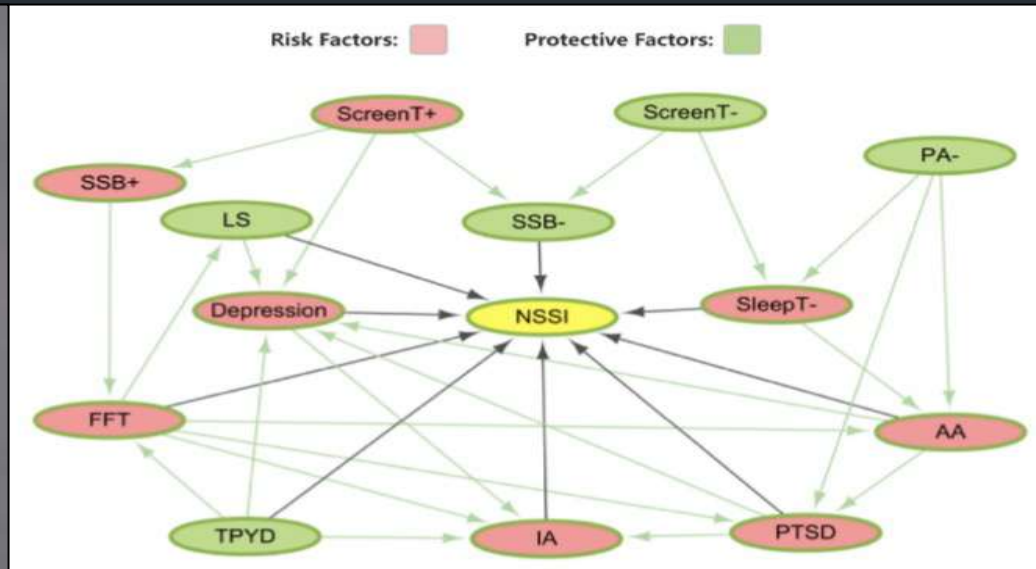 Risk Factors:
Protective Factors:
ScreenT+
ScreenT-
PA-
SSB+
LS
SSB-
Depression
NSSI
SleepT-
FFT
AA
TPYD
IA
PTSD